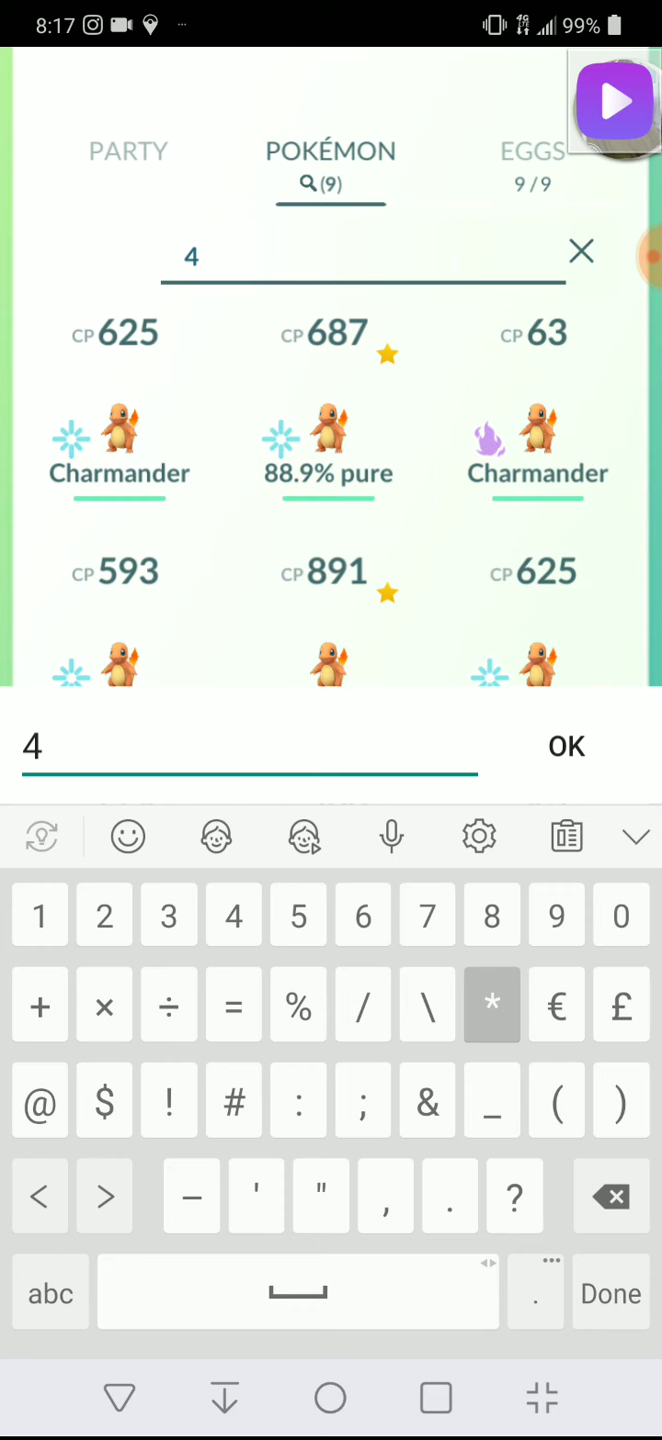 8:17 4G LTE 99%
PARTY POKÉMON EGGS
(9) 9 / 9
4
CP 625 CP 687 CP 63
Charmander 88.9% pure Charmander
CP 593 CP 891 CP 625
4 OK
1 2 3 4 5 6 7 8 9 0
+ × ÷ = % / \ * € £
@ $ ! # : ; & _ ( )
< > – ' " , . ?
abc . Done